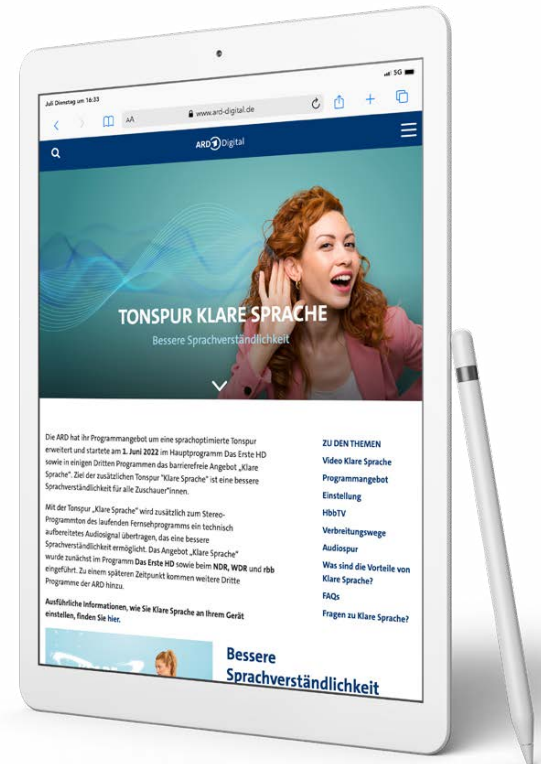 Juli Dienstag um 16:33
5G
AA
www.ard-digital.de
ARD 1 Digital
TONSPUR KLARE SPRACHE
Bessere Sprachverständlichkeit
Die ARD hat ihr Programmangebot um eine sprachoptimierte Tonspur
erweitert und startete am 1. Juni 2022 im Hauptprogramm Das Erste HD
sowie in einigen Dritten Programmen das barrierefreie Angebot „Klare
Sprache". Ziel der zusätzlichen Tonspur "Klare Sprache" ist eine bessere
Sprachverständlichkeit für alle Zuschauer*innen.
Mit der Tonspur „Klare Sprache" wird zusätzlich zum Stereo-
Programmton des laufenden Fernsehprogramms ein technisch
aufbereitetes Audiosignal übertragen, das eine bessere
Sprachverständlichkeit ermöglicht. Das Angebot „Klare Sprache"
wurde zunächst im Programm Das Erste HD sowie beim NDR, WDR und rbb
eingeführt. Zu einem späteren Zeitpunkt kommen weitere Dritte
Programme der ARD hinzu.
Ausführliche Informationen, wie Sie Klare Sprache an Ihrem Gerät
einstellen, finden Sie hier.
ZU DEN THEMEN
Video Klare Sprache
Programmangebot
Einstellung
HbbTV
Verbreitungswege
Audiospur
Was sind die Vorteile von
Klare Sprache?
FAQs
Fragen zu Klare Sprache?
Bessere
Sprachverständlichkeit